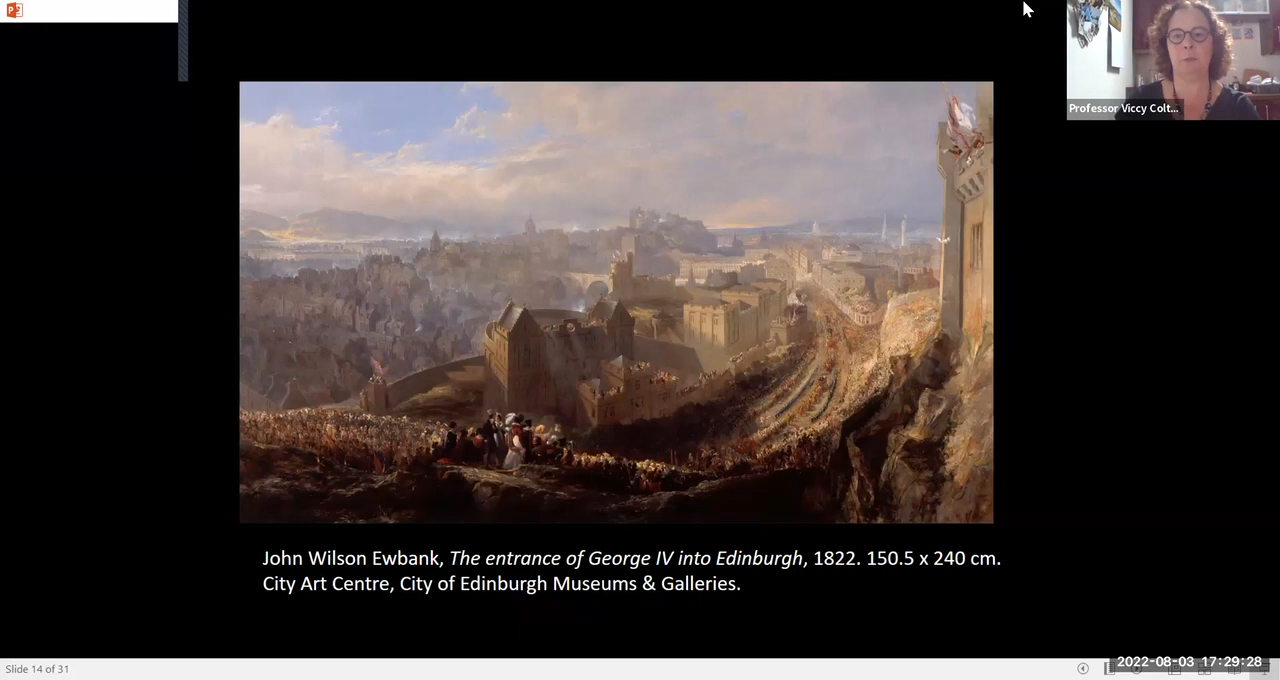 Professor Viccy Colt...
John Wilson Ewbank, The entrance of George IV into Edinburgh, 1822. 150.5 x 240 cm.
City Art Centre, City of Edinburgh Museums & Galleries.
Slide 14 of 31
2022-08-03 17:29:28